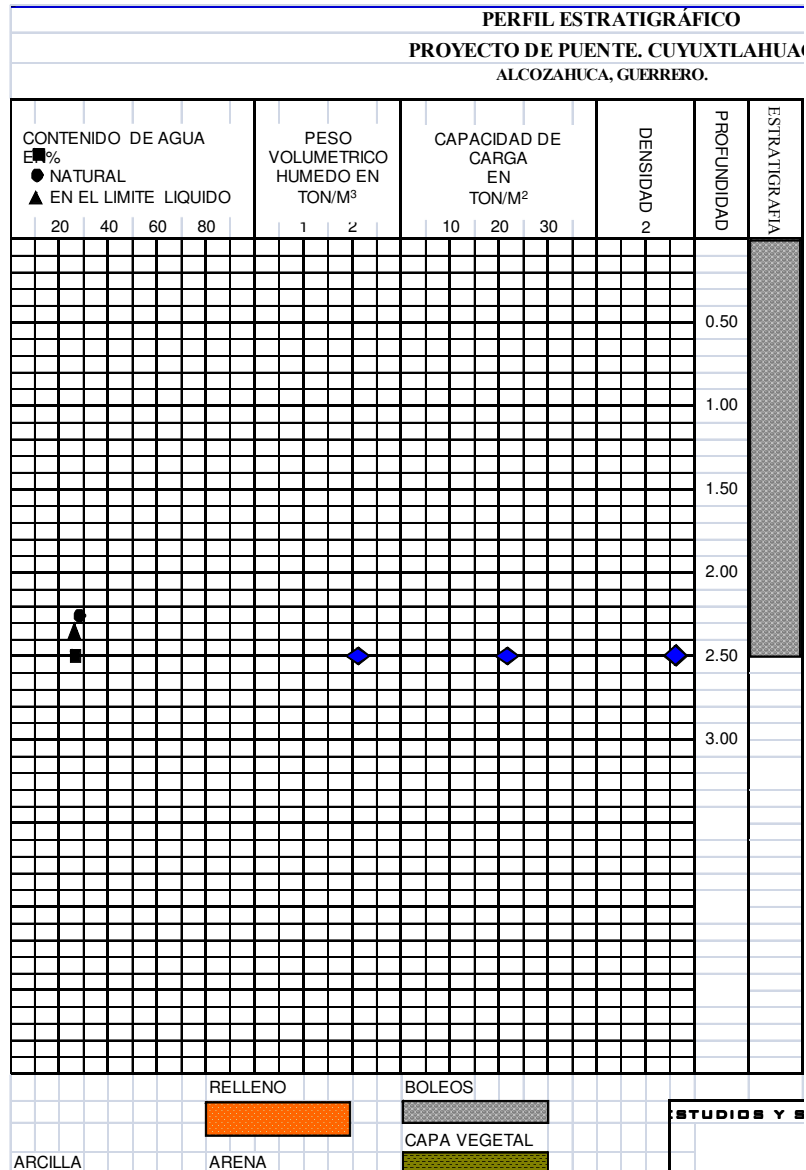 PERFIL ESTRATIGRÁFICO
PROYECTO DE PUENTE. CUYUXTLAHUAC
ALCOZAHUCA, GUERRERO.
CONTENIDO DE AGUA
%
NATURAL
EN EL LIMITE LIQUIDO
20 40 60 80
PESO
VOLUMETRICO
HUMEDO EN
TON/M³
1 2
CAPACIDAD DE
CARGA
EN
TON/M²
10 20 30
DENSIDAD
2
PROFUNDIDAD
ESTRATIGRAFIA
0.50
1.00
1.50
2.00
2.50
3.00
RELLENO
BOLEOS
STUDIOS Y S
CAPA VEGETAL
ARCILLA
ARENA